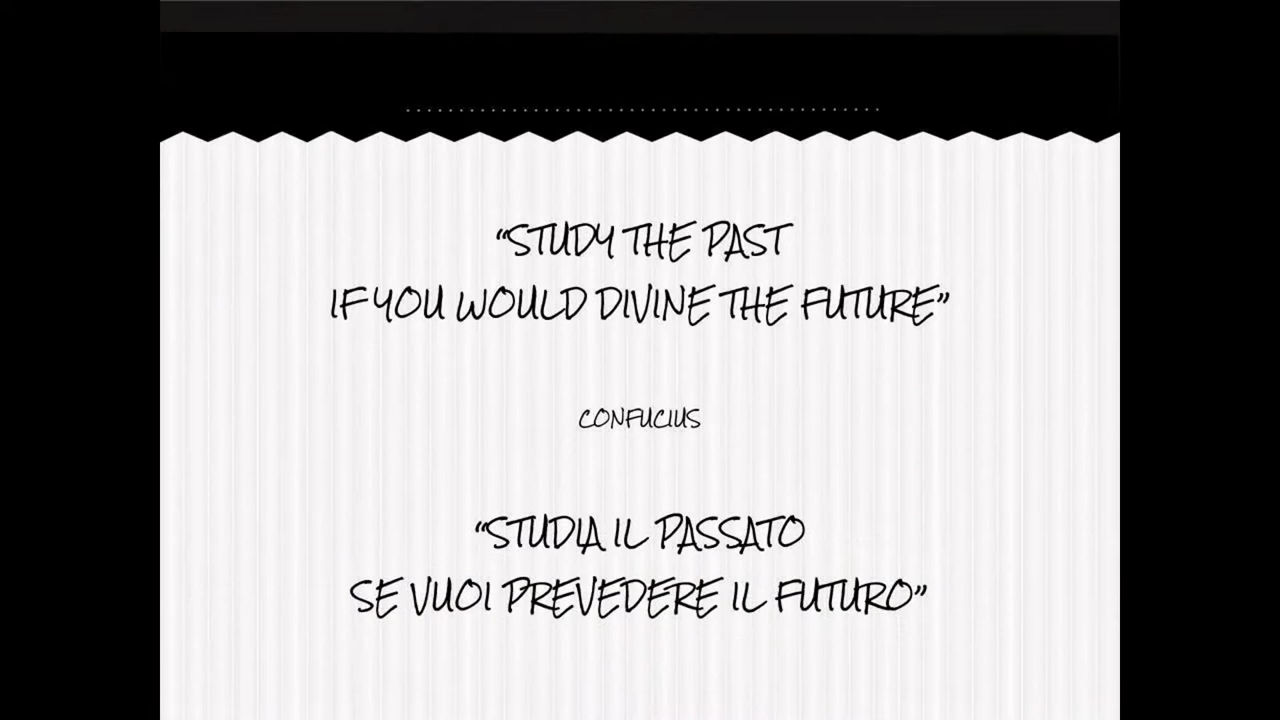 “STUDY THE PAST
IF YOU WOULD DIVINE THE FUTURE”
CONFUCIUS
“STUDIA IL PASSATO
SE VUOI PREVEDERE IL FUTURO”